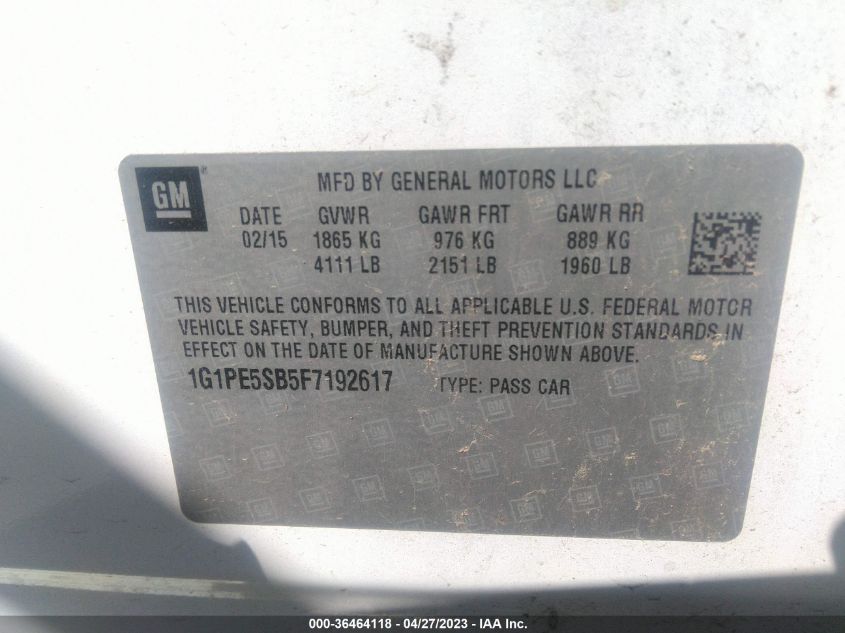 GM
MFD BY GENERAL MOTORS LLC
DATE GVWR GAWR FRT GAWR RR
02/15 1865 KG 976 KG 889 KG
4111 LB 2151 LB 1960 LB
THIS VEHICLE CONFORMS TO ALL APPLICABLE U.S. FEDERAL MOTOR
VEHICLE SAFETY, BUMPER, AND THEFT PREVENTION STANDARDS IN
EFFECT ON THE DATE OF MANUFACTURE SHOWN ABOVE.
1G1PE5SB5F7192617 TYPE: PASS CAR
000-36464118 - 04/27/2023 - IAAI Inc.